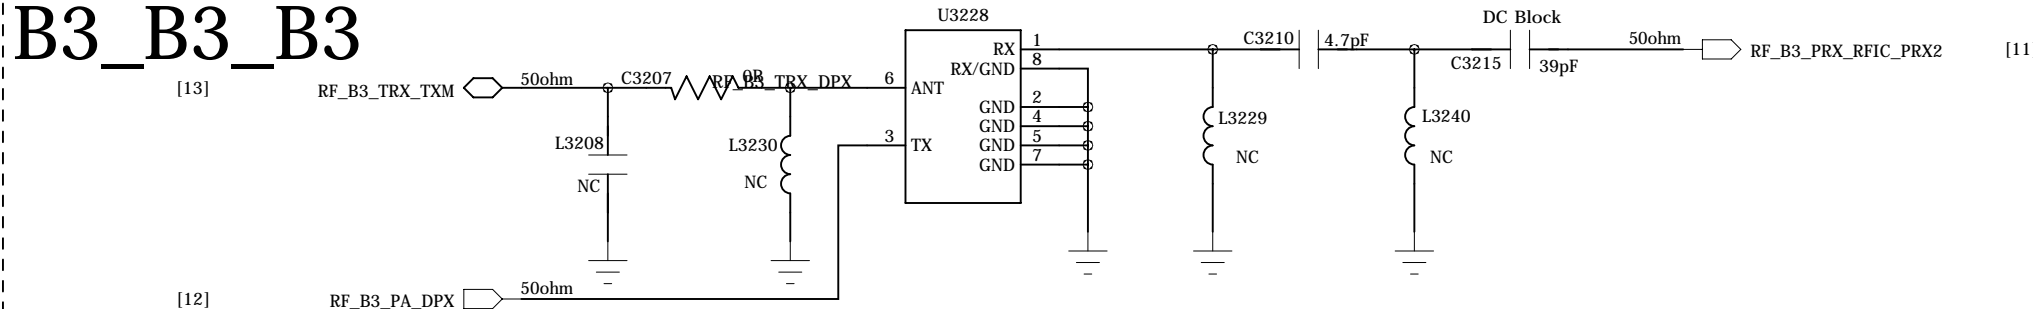 B3_B3_B3
U3228
DC Block
RX 1 C3210 4.7pF 50ohm RF_B3_PRX_RFIC_PRX2 [11
RX/GND 8 C3215 39pF
[13] RF_B3_TRX_TXM 50ohm C3207 0R RF_B3_TRX_DPX 6 ANT
GND 2
GND 4 L3229 L3240
L3208 L3230 3 TX GND 5
NC NC GND 7 NC NC
[12] RF_B3_PA_DPX 50ohm